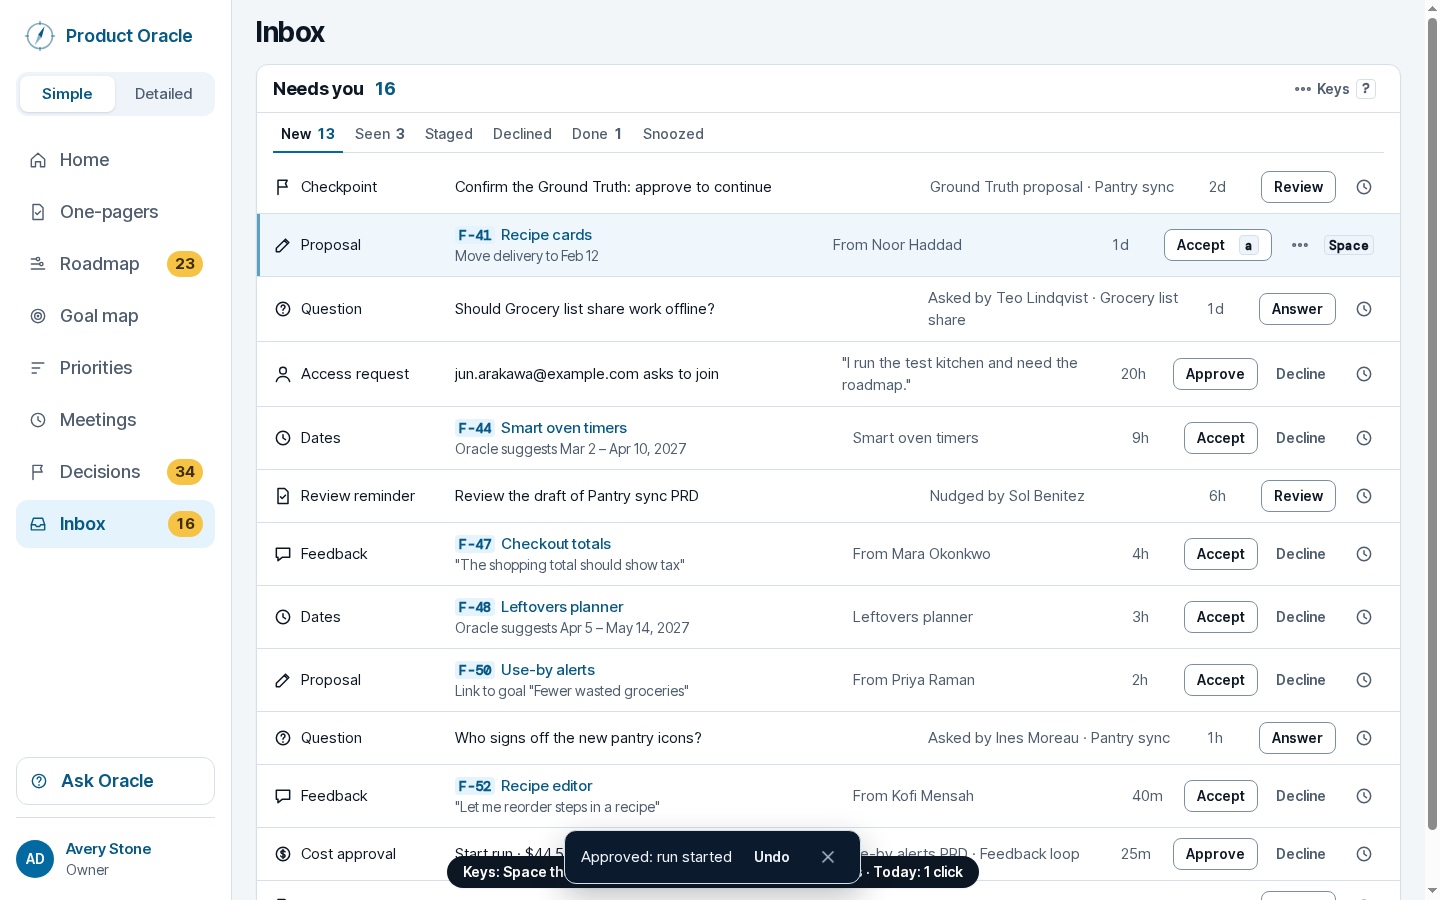 Product Oracle
Simple
Detailed
Home
One-pagers
Roadmap 23
Goal map
Priorities
Meetings
Decisions 34
Inbox 16
Ask Oracle
AD
Avery Stone
Owner
Inbox
Needs you 16
Keys ?
New 13 Seen 3 Staged Declined Done 1 Snoozed
Checkpoint Confirm the Ground Truth: approve to continue Ground Truth proposal · Pantry sync 2d Review
Proposal F-41 Recipe cards From Noor Haddad 1d Accept a Space
Move delivery to Feb 12
Question Should Grocery list share work offline? Asked by Teo Lindqvist · Grocery list 1d Answer
share
Access request jun.arakawa@example.com asks to join "I run the test kitchen and need the 20h Approve Decline
roadmap."
Dates F-44 Smart oven timers Smart oven timers 9h Accept Decline
Oracle suggests Mar 2 – Apr 10, 2027
Review reminder Review the draft of Pantry sync PRD Nudged by Sol Benitez 6h Review
Feedback F-47 Checkout totals From Mara Okonkwo 4h Accept Decline
"The shopping total should show tax"
Dates F-48 Leftovers planner Leftovers planner 3h Accept Decline
Oracle suggests Apr 5 – May 14, 2027
Proposal F-50 Use-by alerts From Priya Raman 2h Accept Decline
Link to goal "Fewer wasted groceries"
Question Who signs off the new pantry icons? Asked by Ines Moreau · Pantry sync 1h Answer
Feedback F-52 Recipe editor From Kofi Mensah 40m Accept Decline
"Let me reorder steps in a recipe"
Cost approval Start run · $44.5 alerts PRD · Feedback loop 25m Approve Decline
Approved: run started Undo
Keys: Space · Today: 1 click